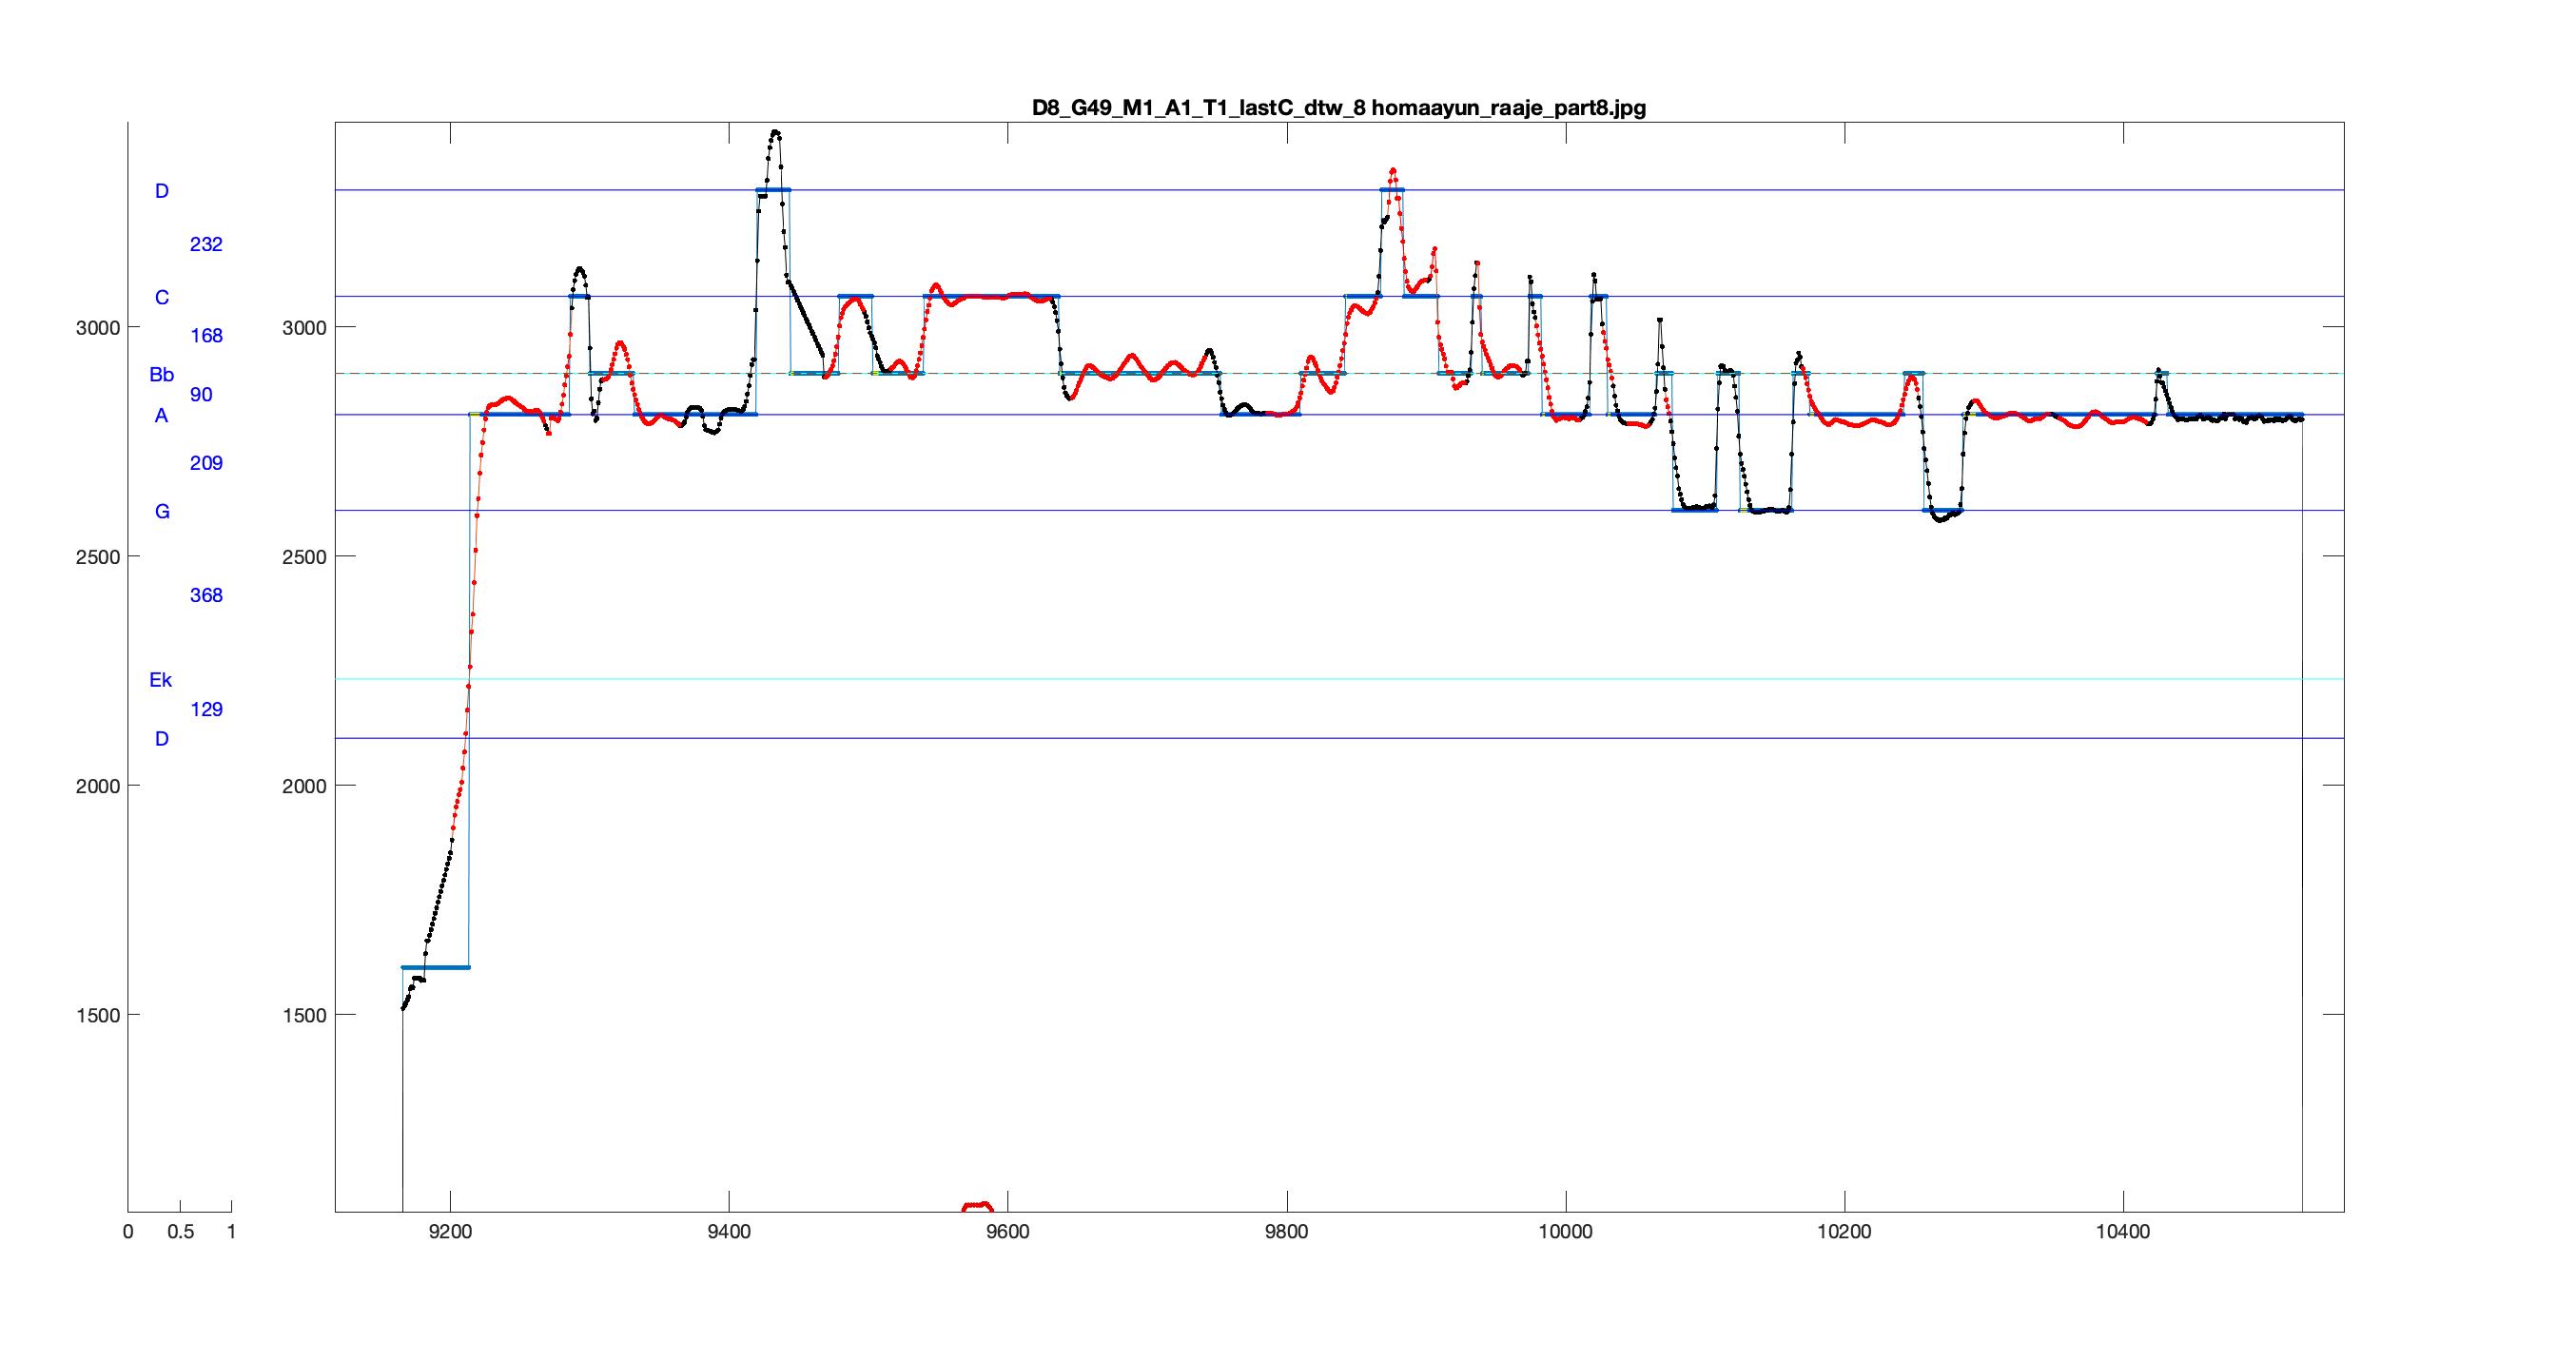 D8_G49_M1_A1_T1_lastC_dtw_8 homaayun_raaje_part8.jpg
D
232
C
3000
3000
168
Bb
90
A
209
G
2500
2500
368
Ek
129
D
2000
2000
1500
1500
0 0.5 1
9200 9400 9600 9800 10000 10200 10400